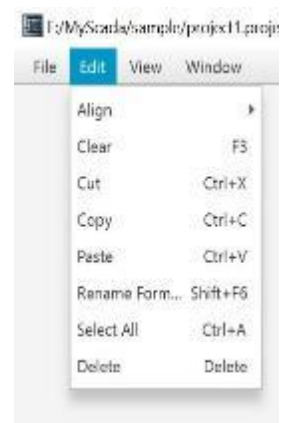 F:/MyScada/sample/project1.proj
File Edit View Window
Align
Clear F3
Cut Ctrl+X
Copy Ctrl+C
Paste Ctrl+V
Rename Form... Shift+F6
Select All Ctrl+A
Delete Delete